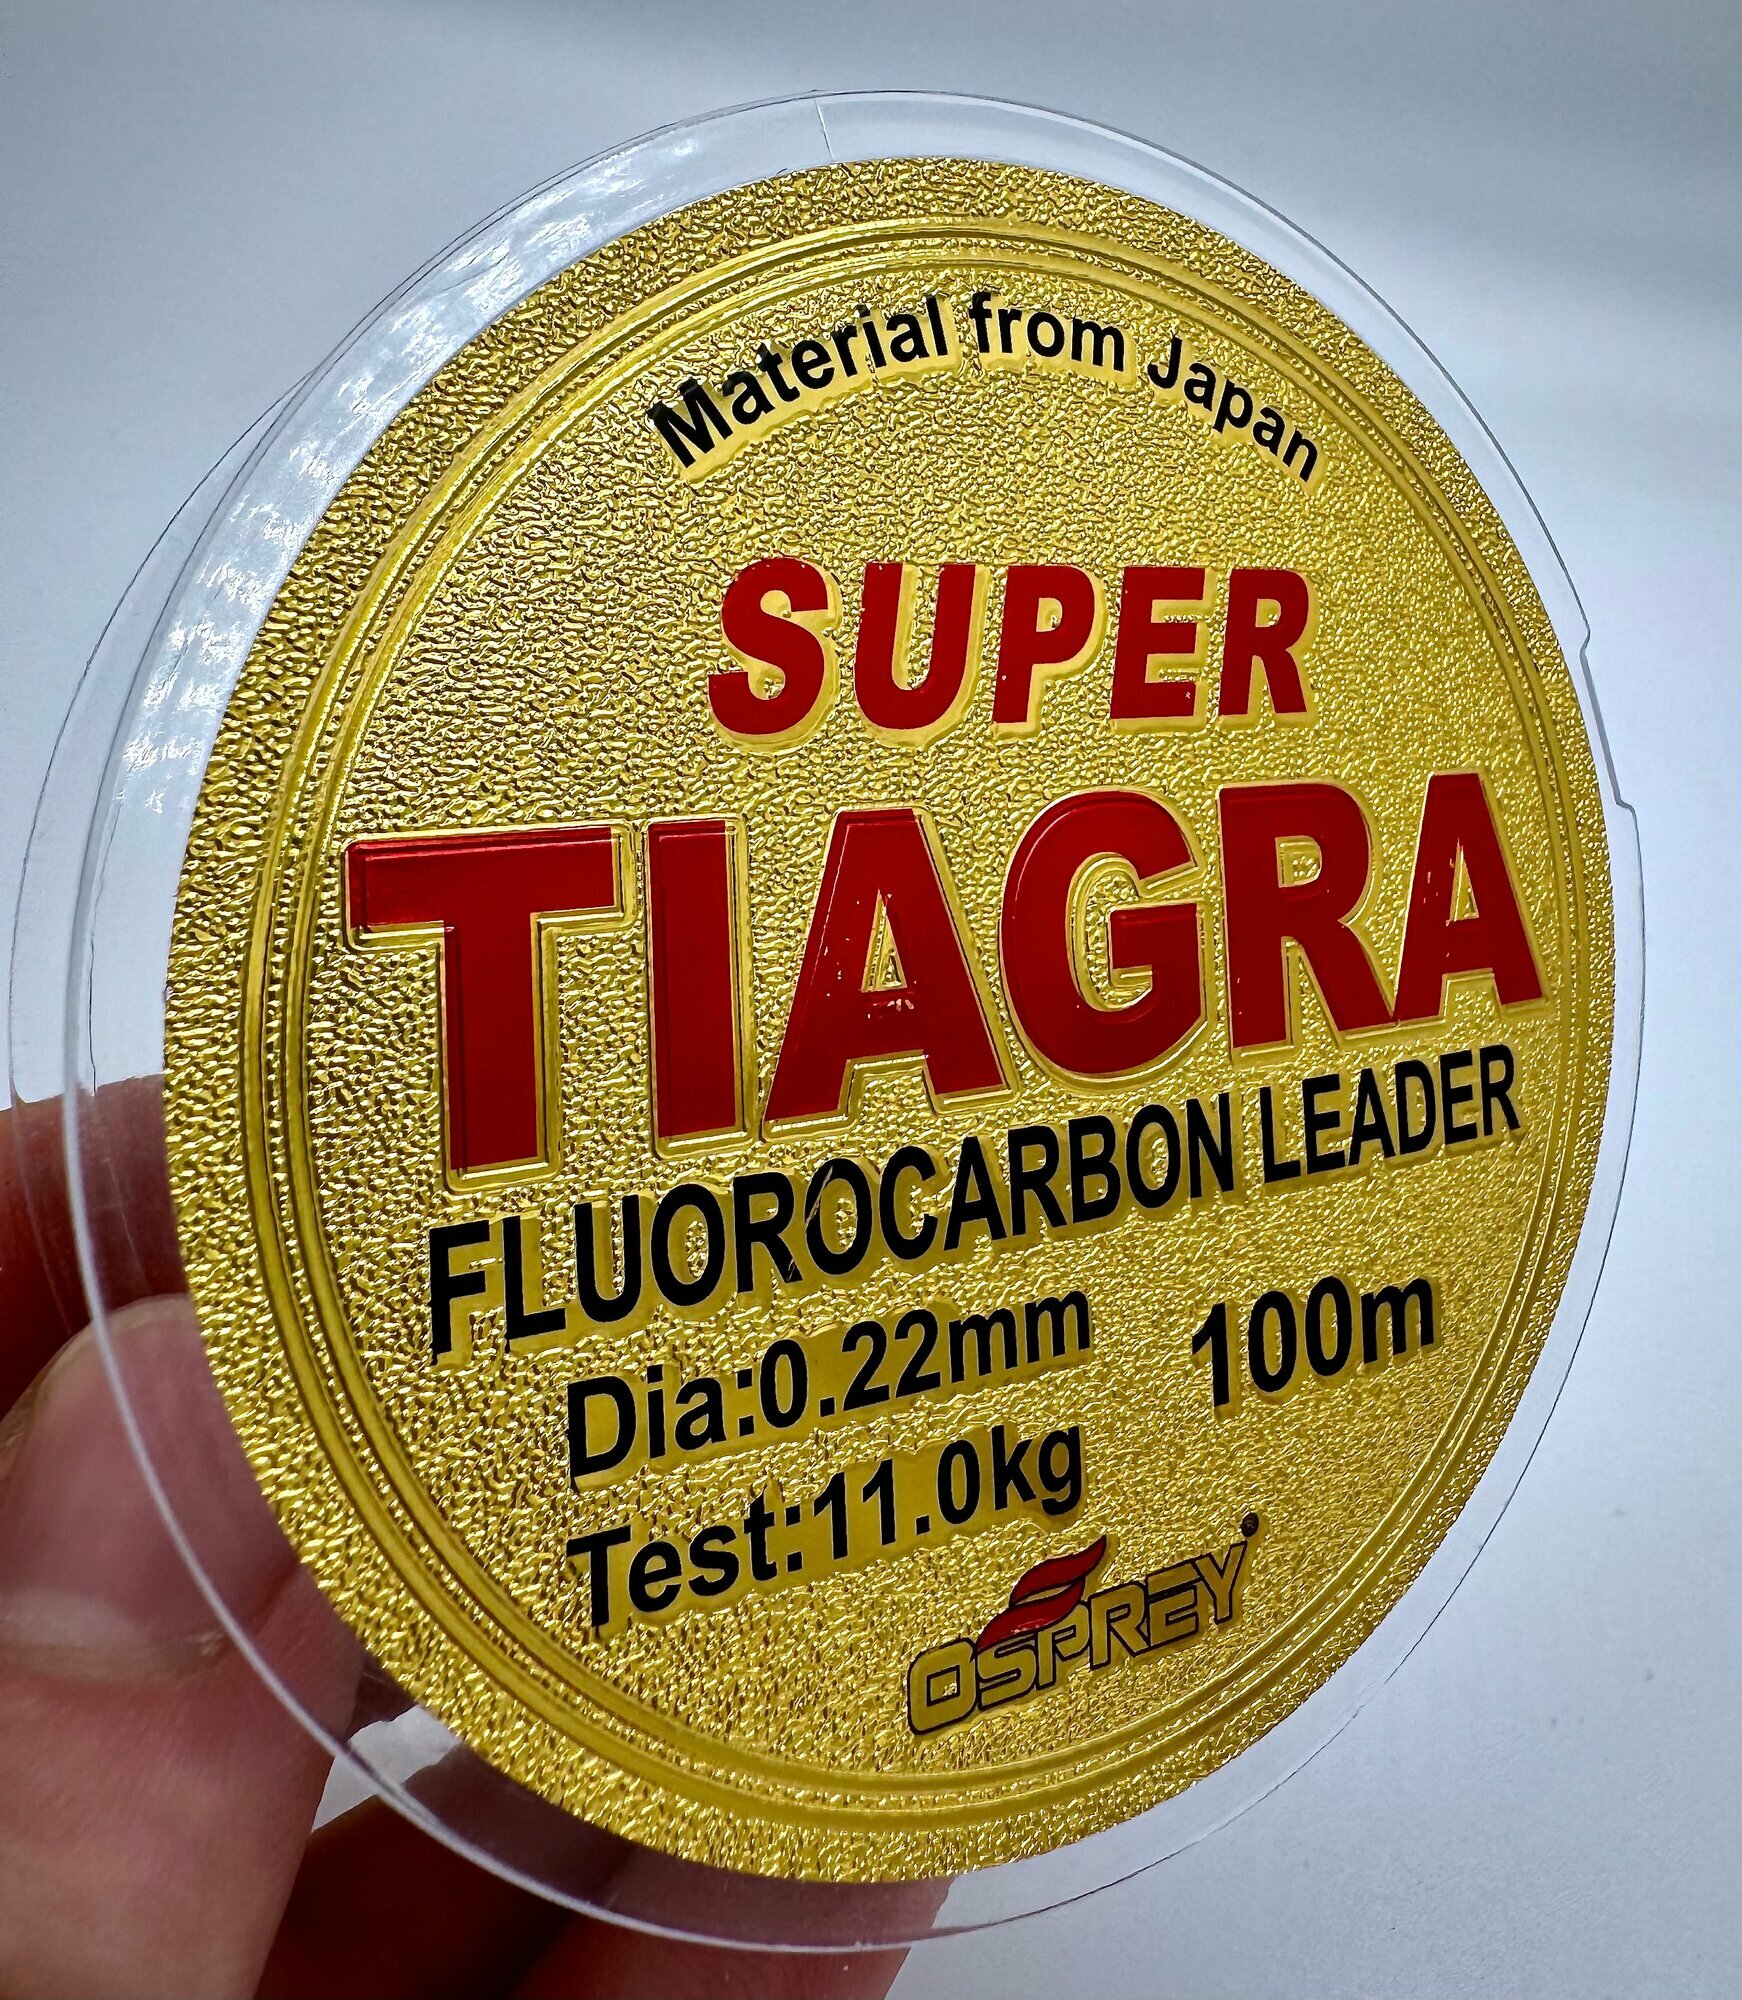 Material from Japan
SUPER
TIAGRA
FLUOROCARBON LEADER
Dia:0.22mm 100m
Test:11.0kg
OSPREY®